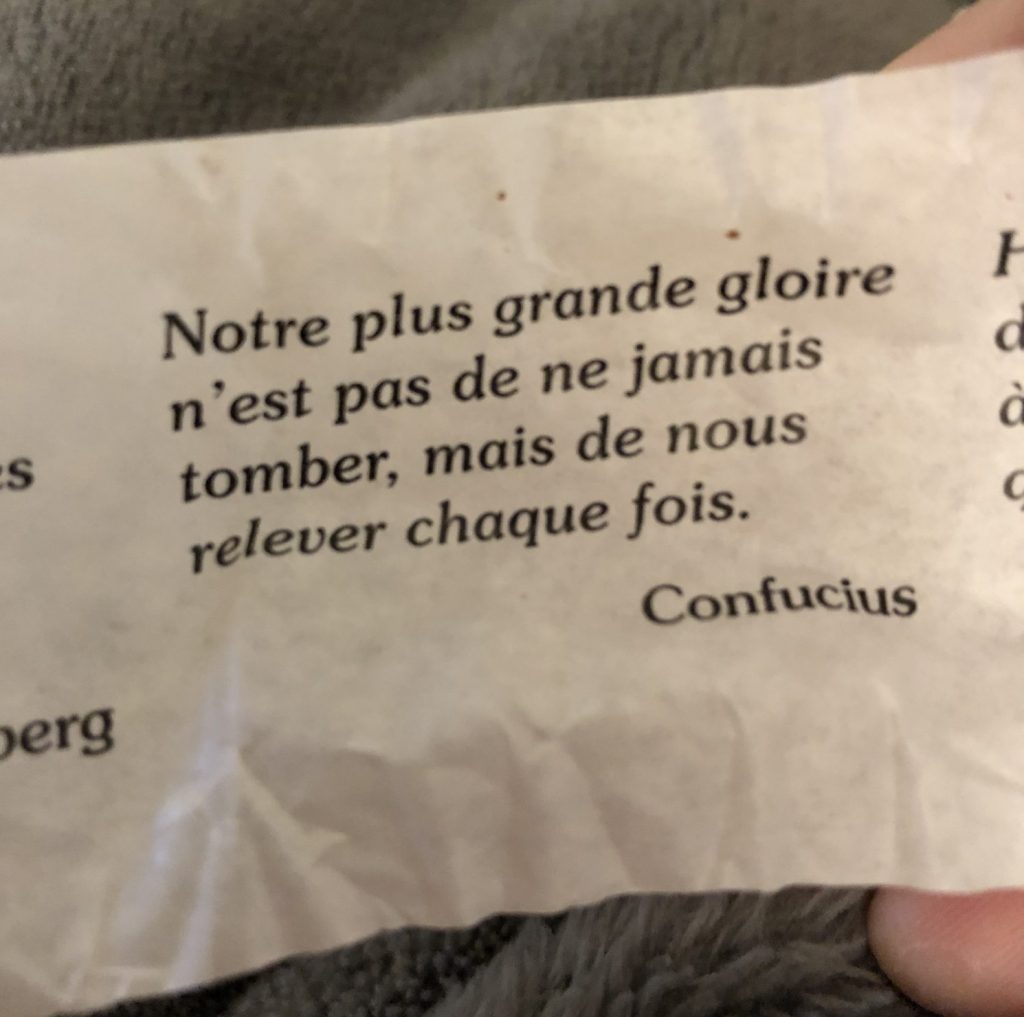 Notre plus grande gloire
n'est pas de ne jamais
tomber, mais de nous
relever chaque fois.
Confucius